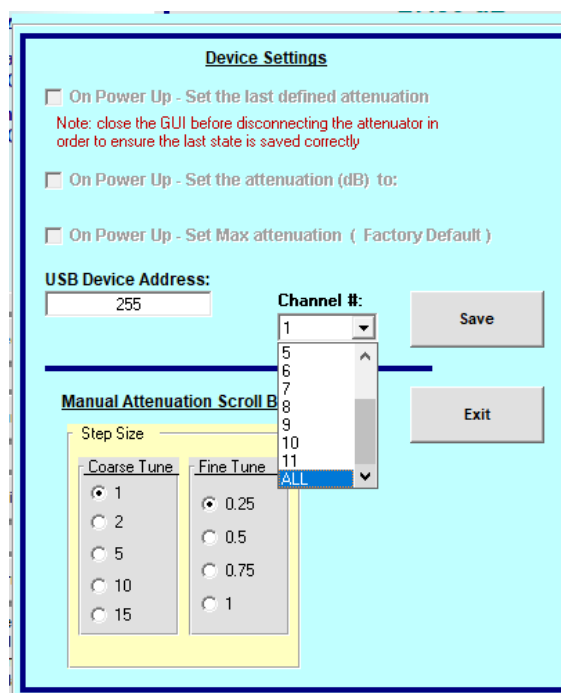 Device Settings
On Power Up - Set the last defined attenuation
Note: close the GUI before disconnecting the attenuator in
order to ensure the last state is saved correctly
On Power Up - Set the attenuation (dB) to:
On Power Up - Set Max attenuation ( Factory Default )
USB Device Address:
255
Channel #:
1
Save
5
6
7
8
9
10
11
ALL
Exit
Manual Attenuation Scroll B
Step Size
Coarse Tune
1
2
5
10
15
Fine Tune
0.25
0.5
0.75
1